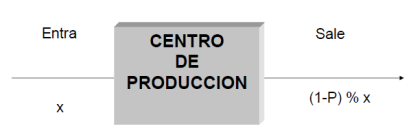 Entra
CENTRO
DE
PRODUCCION
Sale
x
(1-P) % x